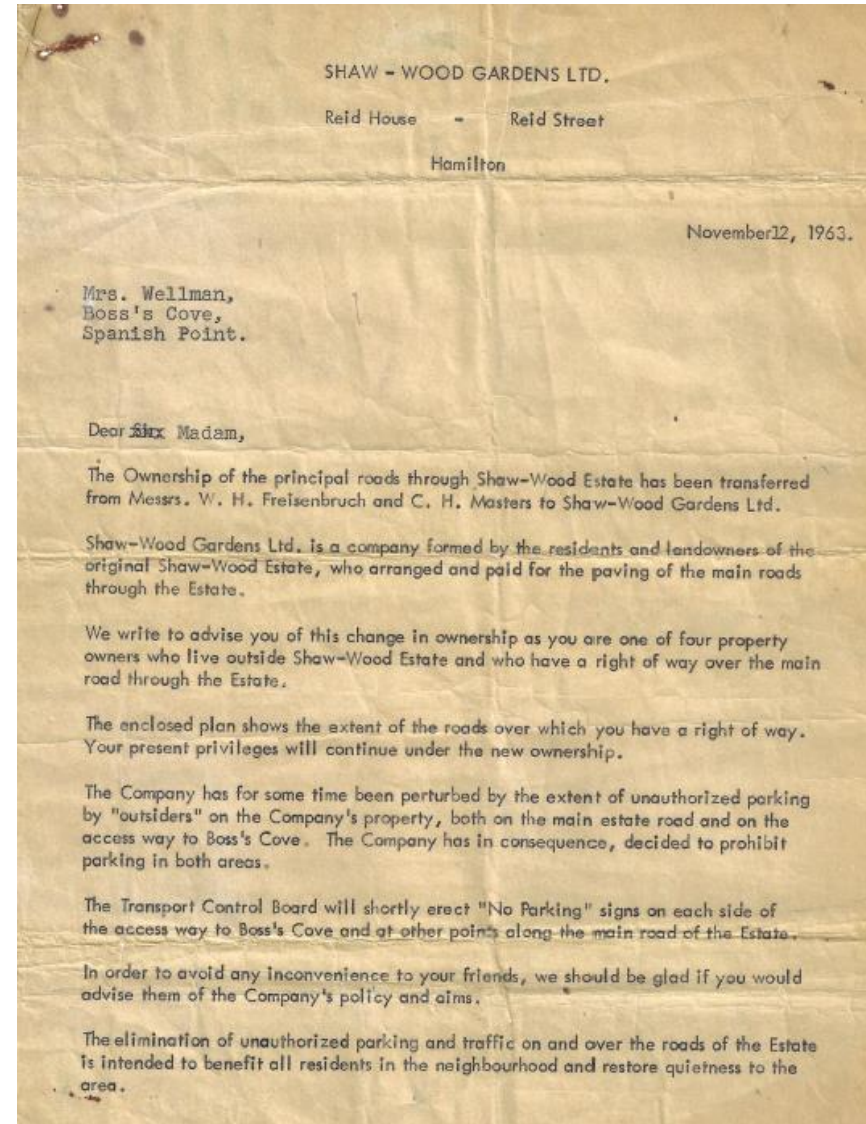 SHAW - WOOD GARDENS LTD.
Reid House - Reid Street
Hamilton
November12, 1963.
Mrs. Wellman,
Boss's Cove,
Spanish Point.
Dear Madam,
The Ownership of the principal roads through Shaw-Wood Estate has been transferred
from Messrs. W. H. Freisenbruch and C. H. Masters to Shaw-Wood Gardens Ltd.
Shaw-Wood Gardens Ltd. is a company formed by the residents and landowners of the
original Shaw-Wood Estate, who arranged and paid for the paving of the main roads
through the Estate.
We write to advise you of this change in ownership as you are one of four property
owners who live outside Shaw-Wood Estate and who have a right of way over the main
road through the Estate.
The enclosed plan shows the extent of the roads over which you have a right of way.
Your present privileges will continue under the new ownership.
The Company has for some time been perturbed by the extent of unauthorized parking
by "outsiders" on the Company's property, both on the main estate road and on the
access way to Boss's Cove. The Company has in consequence, decided to prohibit
parking in both areas.
The Transport Control Board will shortly erect "No Parking" signs on each side of
the access way to Boss's Cove and at other points along the main road of the Estate.
In order to avoid any inconvenience to your friends, we should be glad if you would
advise them of the Company's policy and aims.
The elimination of unauthorized parking and traffic on and over the roads of the Estate
is intended to benefit all residents in the neighbourhood and restore quietness to the
area.